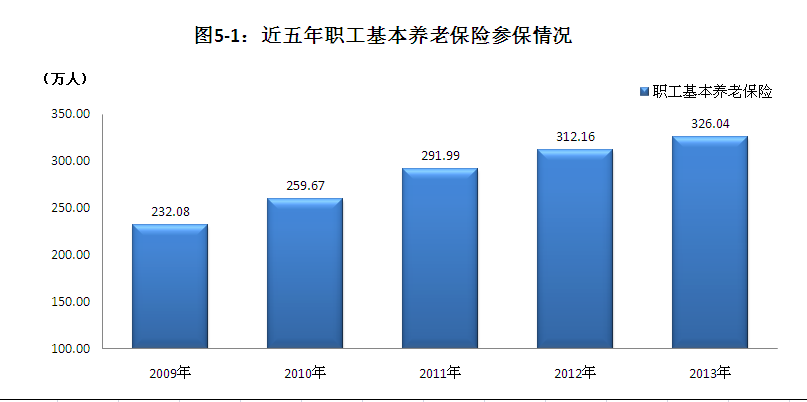 图5-1：近五年职工基本养老保险参保情况
（万人）
职工基本养老保险
350.00
300.00
250.00
200.00
150.00
100.00
232.08
259.67
291.99
312.16
326.04
2009年
2010年
2011年
2012年
2013年